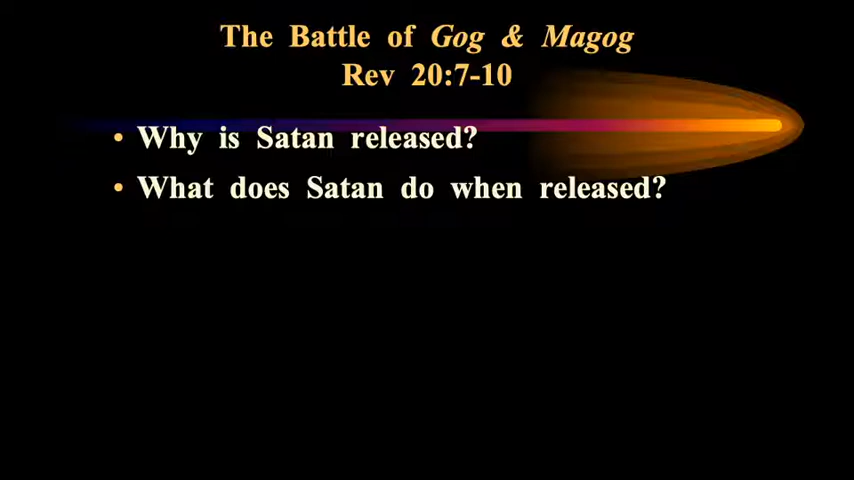 The Battle of Gog & Magog
Rev 20:7-10
• Why is Satan released?
• What does Satan do when released?